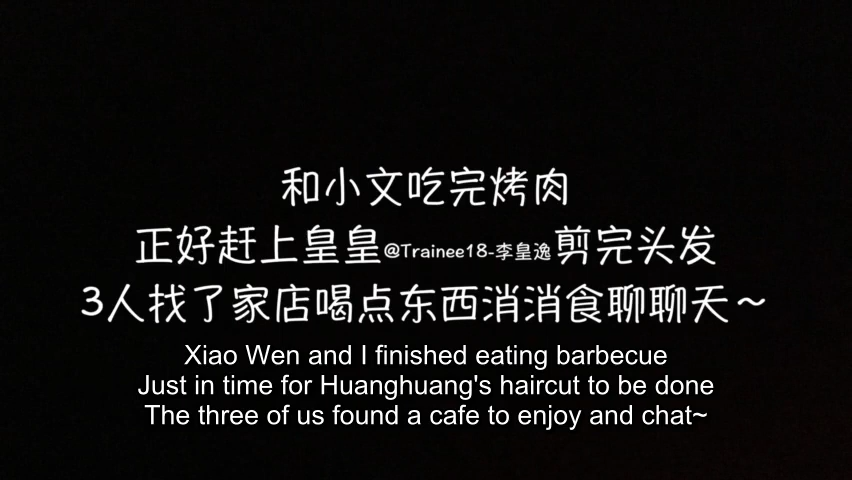 和小文吃完烤肉
正好赶上皇皇@Trainee18-李皇逸剪完头发
3人找了家店喝点东西消消食聊聊天~
Xiao Wen and I finished eating barbecue
Just in time for Huanghuang's haircut to be done
The three of us found a cafe to enjoy and chat~